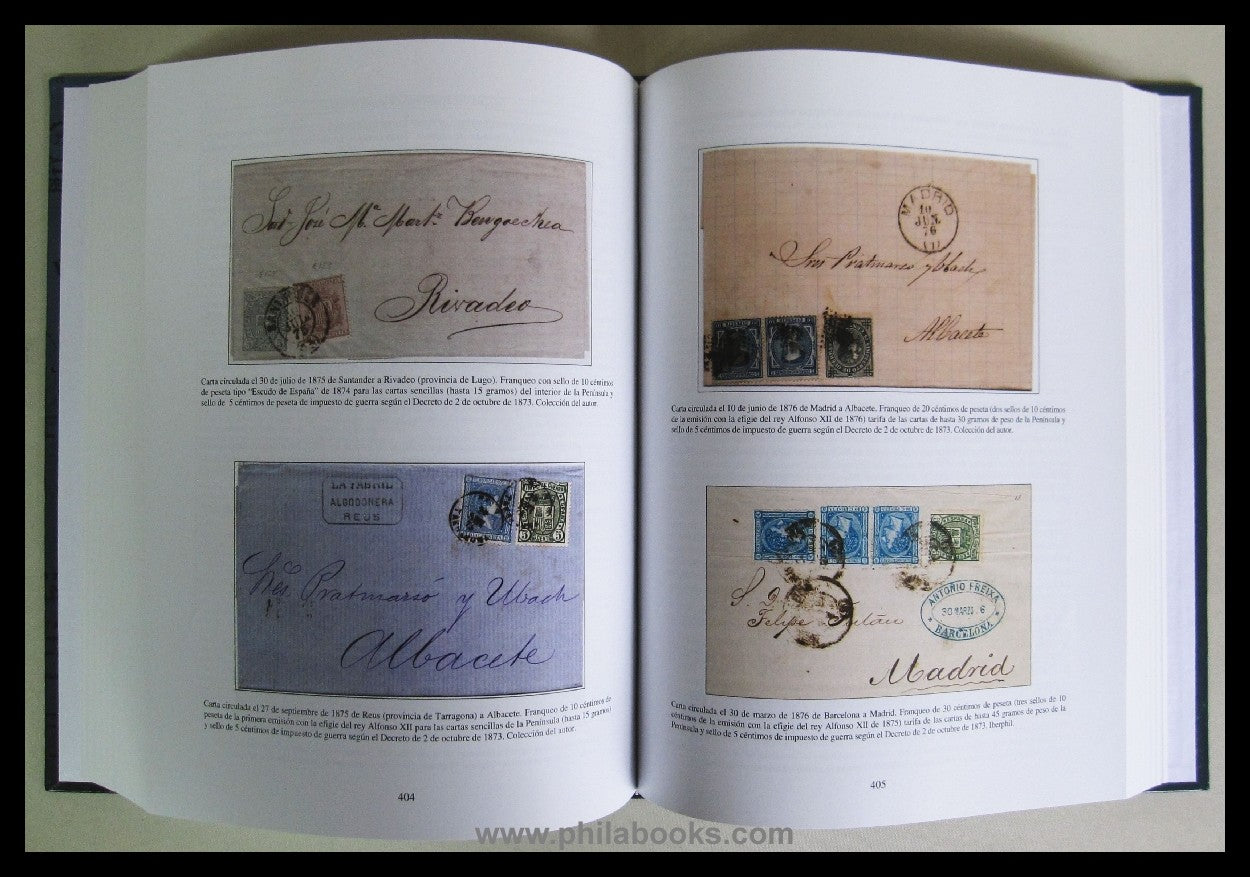 Rivadeo
Carta circulada el 30 de julio de 1875 de Santander a Rivadeo (provincia de Lugo). Franqueo con sello de 10 céntimos
de peseta tipo "Escudo de España" de 1874 para las cartas sencillas (hasta 15 gramos) del interior de la Península y
sello de 5 céntimos de peseta de impuesto de guerra según el Decreto de 2 de octubre de 1873. Colección del autor.
LA FABRIL
ALGODONERA
REUS
5
5
y Ubach
Albacete
Carta circulada el 27 de septiembre de 1875 de Reus (provincia de Tarragona) a Albacete. Franqueo de 10 céntimos de
peseta de la primera emisión con la efigie del rey Alfonso XII para las cartas sencillas de la Península (hasta 15 gramos)
y sello de 5 céntimos de impuesto de guerra según el Decreto de 2 de octubre de 1873. Colección del autor.
404
MADRID
10
JUN.
76
Albacete
Carta circulada el 10 de junio de 1876 de Madrid a Albacete. Franqueo de 20 céntimos de peseta (dos sellos de 10 céntimos
de la emisión con la efigie del rey Alfonso XII de 1876) tarifa de las cartas de hasta 30 gramos de peso de la Península y
sello de 5 céntimos de impuesto de guerra según el Decreto de 2 de octubre de 1873. Colección del autor.
ANTONIO FREIXA
30 MARZO 6
BARCELONA
Felipe
Madrid
Carta circulada el 30 de marzo de 1876 de Barcelona a Madrid. Franqueo de 30 céntimos de peseta (tres sellos de 10
céntimos de la emisión con la efigie del rey Alfonso XII de 1875) tarifa de las cartas de hasta 45 gramos de peso de la
Península y sello de 5 céntimos de impuesto de guerra según el Decreto de 2 de octubre de 1873. Iberphil.
405
www.philabooks.com